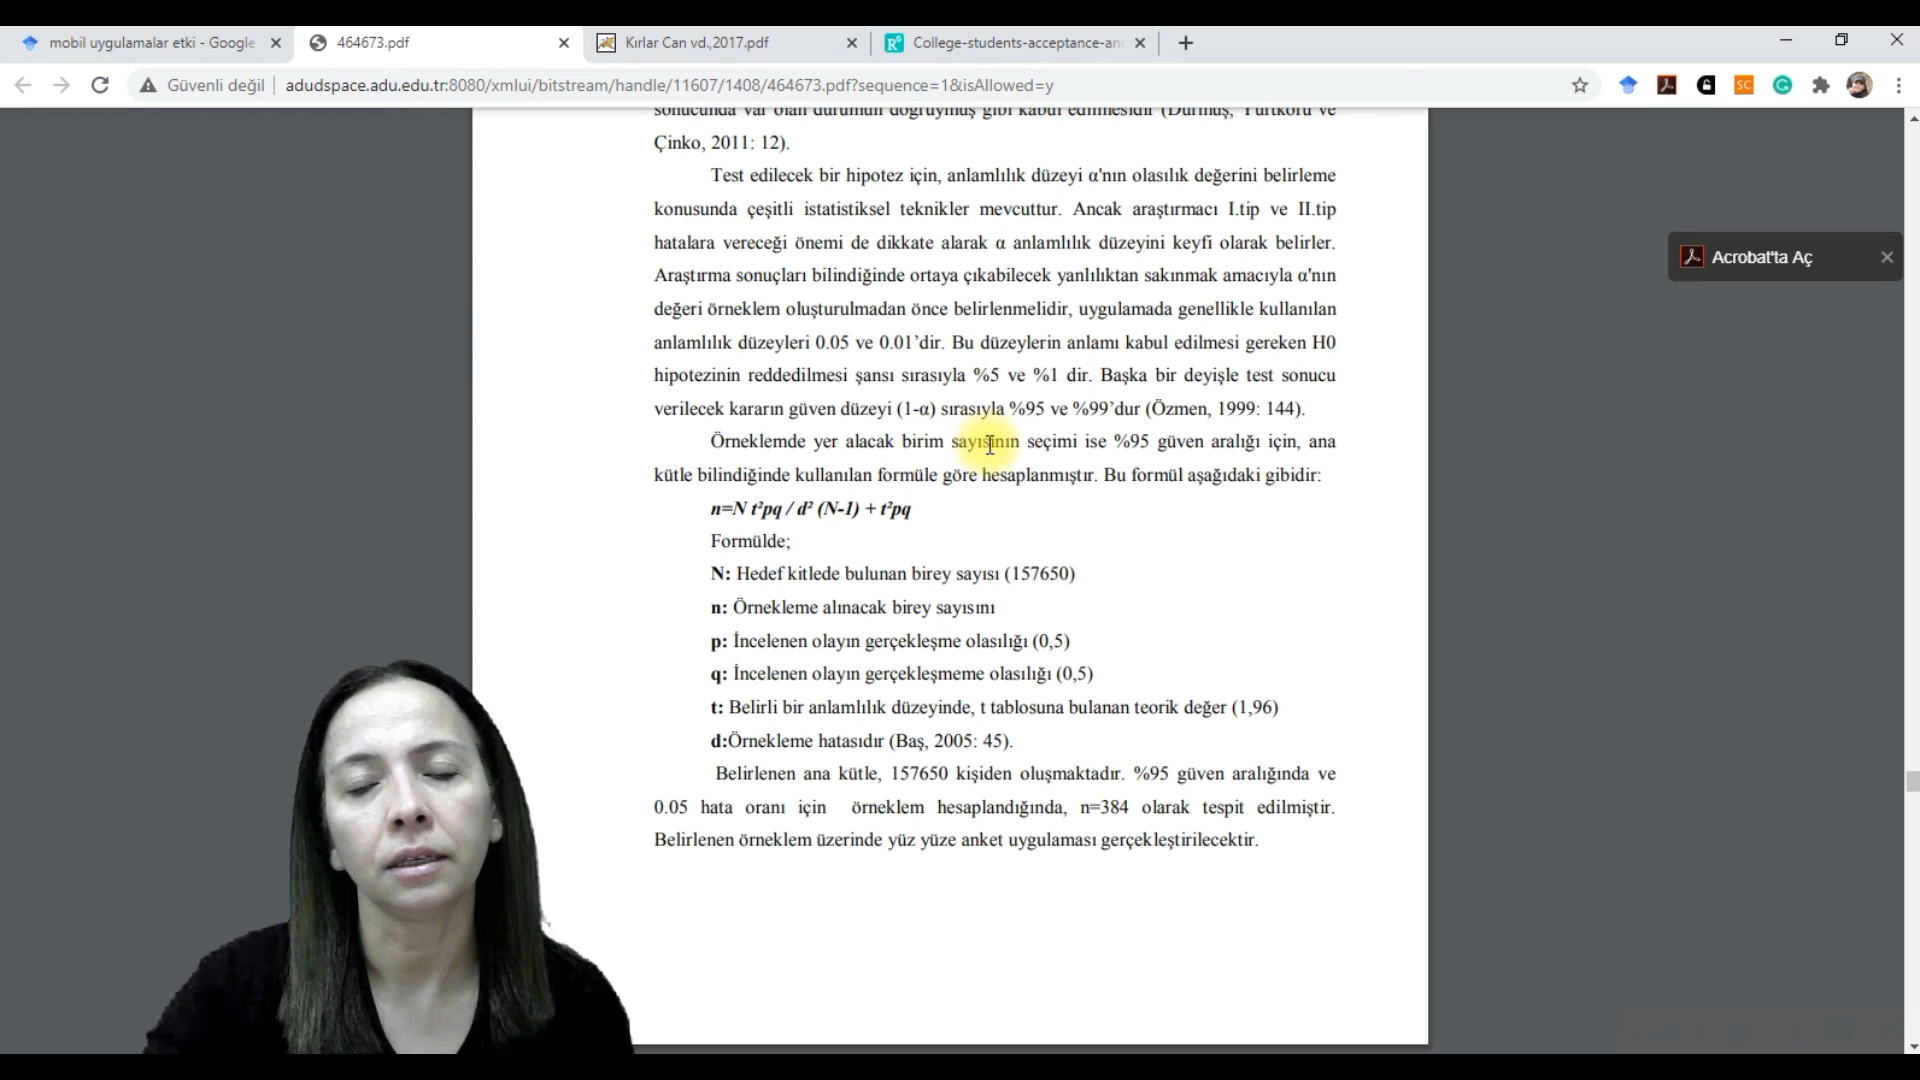 mobil uygulamalar etki - Google
464673.pdf
Kırlar Can vd.,2017.pdf
College-students-acceptance-an
Güvenli değil
adudspace.adu.edu.tr:8080/xmlui/bitstream/handle/11607/1408/464673.pdf?sequence=1&isAllowed=y
sonucunda var olan durumun doğruymuş gibi kabul edilmesidir (Durmuş, Yurtkoru ve
Çinko, 2011: 12).
Acrobat'ta Aç
Test edilecek bir hipotez için, anlamlılık düzeyi α'nın olasılık değerini belirleme
konusunda çeşitli istatistiksel teknikler mevcuttur. Ancak araştırmacı I.tip ve II.tip
hatalara vereceği önemi de dikkate alarak α anlamlılık düzeyini keyfi olarak belirler.
Araştırma sonuçları bilindiğinde ortaya çıkabilecek yanlılıktan sakınmak amacıyla α'nın
değeri örneklem oluşturulmadan önce belirlenmelidir, uygulamada genellikle kullanılan
anlamlılık düzeyleri 0.05 ve 0.01’dir. Bu düzeylerin anlamı kabul edilmesi gereken H0
hipotezinin reddedilmesi şansı sırasıyla %5 ve %1 dir. Başka bir deyişle test sonucu
verilecek kararın güven düzeyi (1-α) sırasıyla %95 ve %99’dur (Özmen, 1999: 144).
Örneklemde yer alacak birim sayısının seçimi ise %95 güven aralığı için, ana
kütle bilindiğinde kullanılan formüle göre hesaplanmıştır. Bu formül aşağıdaki gibidir:
n=N t²pq / d² (N-1) + t²pq
Formülde;
N: Hedef kitlede bulunan birey sayısı (157650)
n: Örnekleme alınacak birey sayısını
p: İncelenen olayın gerçekleşme olasılığı (0,5)
q: İncelenen olayın gerçekleşmeme olasılığı (0,5)
t: Belirli bir anlamlılık düzeyinde, t tablosuna bulanan teorik değer (1,96)
d:Örnekleme hatasıdır (Baş, 2005: 45).
Belirlenen ana kütle, 157650 kişiden oluşmaktadır. %95 güven aralığında ve
0.05 hata oranı için örneklem hesaplandığında, n=384 olarak tespit edilmiştir.
Belirlenen örneklem üzerinde yüz yüze anket uygulaması gerçekleştirilecektir.